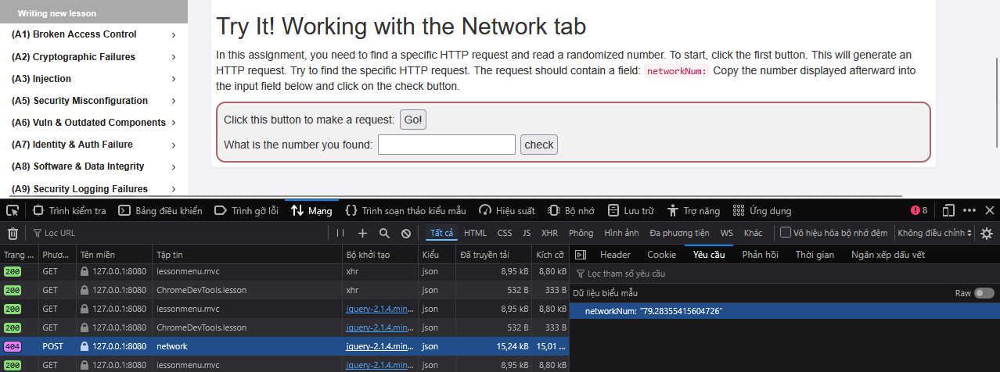 Writing new lesson
(A1) Broken Access Control
(A2) Cryptographic Failures
(A3) Injection
(A5) Security Misconfiguration
(A6) Vuln & Outdated Components
(A7) Identity & Auth Failure
(A8) Software & Data Integrity
(A9) Security Logging Failures
Try It! Working with the Network tab
In this assignment, you need to find a specific HTTP request and read a randomized number. To start, click the first button. This will generate an
HTTP request. Try to find the specific HTTP request. The request should contain a field: networkNum: Copy the number displayed afterward into
the input field below and click on the check button.
Click this button to make a request: Go!
What is the number you found: check
Trình kiểm tra Bảng điều khiển Trình gỡ lỗi Mạng Trình soạn thảo kiểu mẫu Hiệu suất Bộ nhớ Lưu trữ Trợ năng Ứng dụng 8
Lọc URL Tất cả HTML CSS JS XHR Phông Hình ảnh Đa phương tiện WS Khác Vô hiệu hóa bộ nhớ đệm Không điều chỉnh
Trạng ... Phươ... Tên miền Tập tin Bộ khởi tạo Kiểu Đã truyền tải Kích cỡ
200 GET 127.0.0.1:8080 lessonmenu.mvc xhr json 8,95 kB 8,80 kB
200 GET 127.0.0.1:8080 ChromeDevTools.lesson xhr json 532 B 333 B
200 GET 127.0.0.1:8080 lessonmenu.mvc jquery-2.1.4.min... json 8,95 kB 8,80 kB
200 GET 127.0.0.1:8080 ChromeDevTools.lesson jquery-2.1.4.min... json 532 B 333 B
404 POST 127.0.0.1:8080 network jquery-2.1.4.min... json 15,24 kB 15,01 ...
200 GET 127.0.0.1:8080 lessonmenu.mvc jquery-2.1.4.min... json 8,95 kB 8,80 kB
Header Cookie Yêu cầu Phản hồi Thời gian Ngăn xếp dấu vết
Lọc tham số yêu cầu
Dữ liệu biểu mẫu Raw
networkNum: "79.28355415604726"